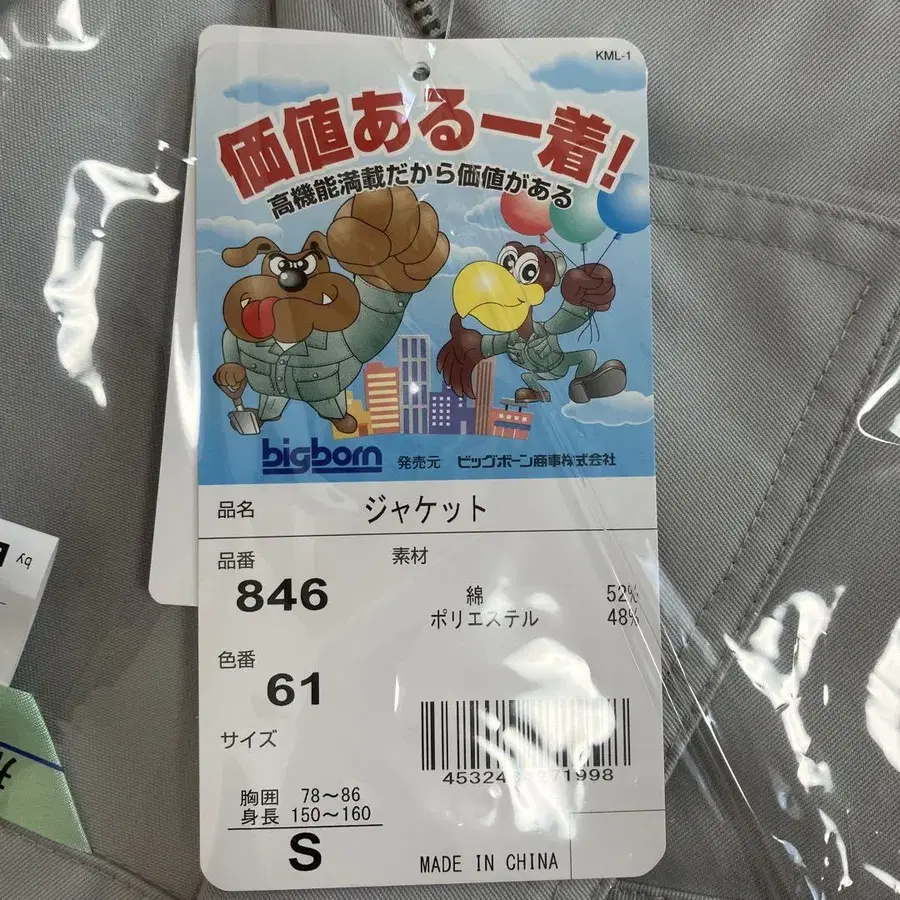 KML-1
価値ある一着!
高機能満載だから価値がある
bigborn 発売元 ビッグボーン商事株式会社
品名 ジャケット
品番 素材
846
綿 52%
ポリエステル 48%
色番
61
サイズ
胸囲 78～86
身長 150～160
S
MADE IN CHINA
by